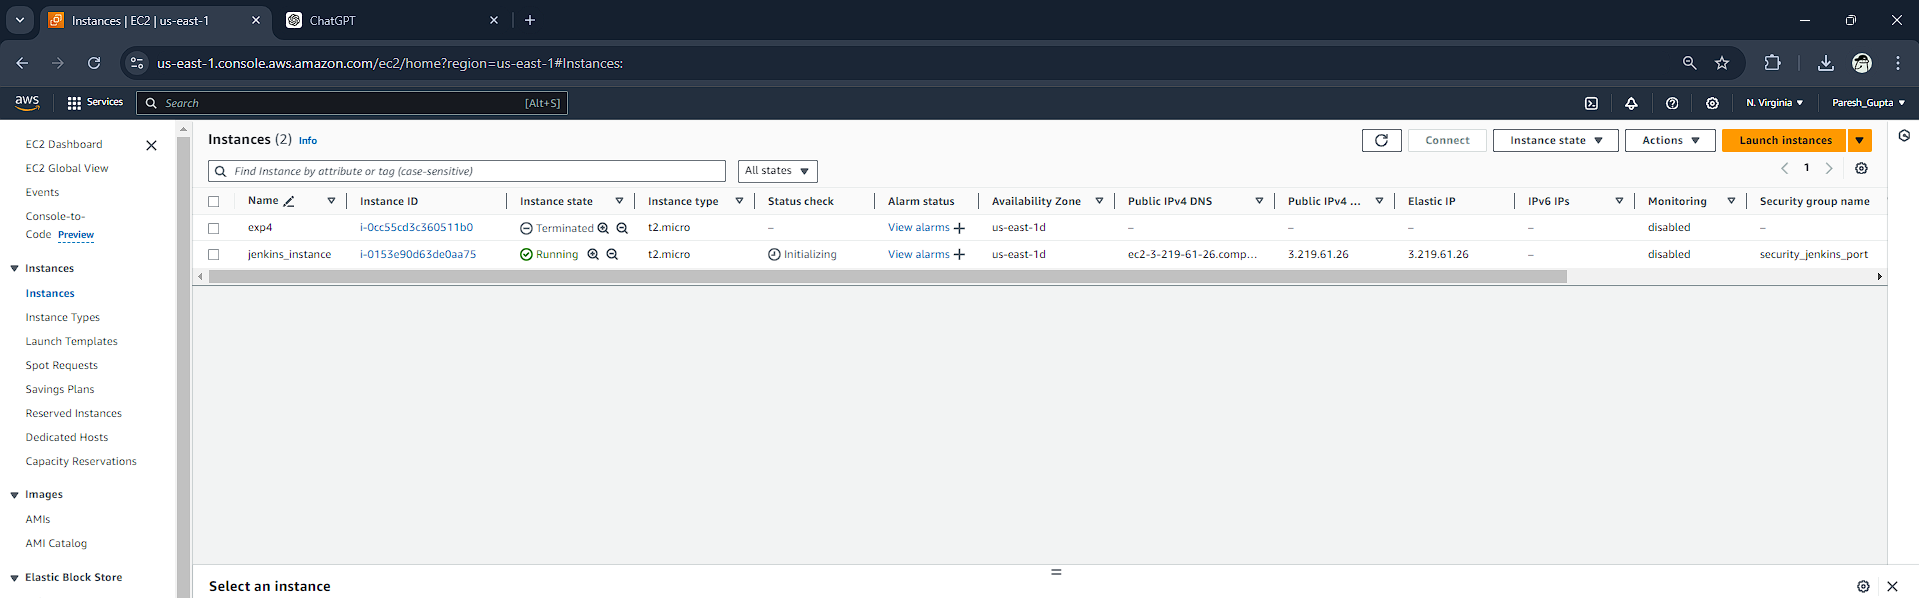 Instances | EC2 | us-east-1
ChatGPT
us-east-1.console.aws.amazon.com/ec2/home?region=us-east-1#Instances:
aws
Services
Search
[Alt+S]
N. Virginia
Paresh_Gupta
EC2 Dashboard
EC2 Global View
Events
Console-to-
Code Preview
Instances
Instances
Instance Types
Launch Templates
Spot Requests
Savings Plans
Reserved Instances
Dedicated Hosts
Capacity Reservations
Images
AMIs
AMI Catalog
Elastic Block Store
Instances (2) Info
Connect
Instance state
Actions
Launch instances
Find Instance by attribute or tag (case-sensitive)
All states
1
Name Instance ID Instance state Instance type Status check Alarm status Availability Zone Public IPv4 DNS Public IPv4 ... Elastic IP IPv6 IPs Monitoring Security group name
exp4 i-0cc55cd3c360511b0 Terminated t2.micro – View alarms us-east-1d – – – – disabled –
jenkins_instance i-0153e90d63de0aa75 Running t2.micro Initializing View alarms us-east-1d ec2-3-219-61-26.comp... 3.219.61.26 3.219.61.26 – disabled security_jenkins_port
Select an instance